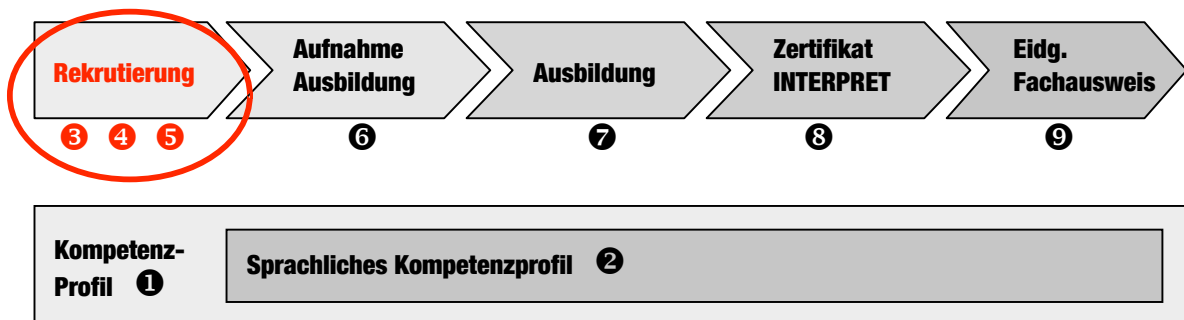 Rekrutierung
❸ ❹ ❺
Aufnahme
Ausbildung
❻
Ausbildung
❼
Zertifikat
INTERPRET
❽
Eidg.
Fachausweis
❾
Kompetenz-
Profil ❶
Sprachliches Kompetenzprofil ❷